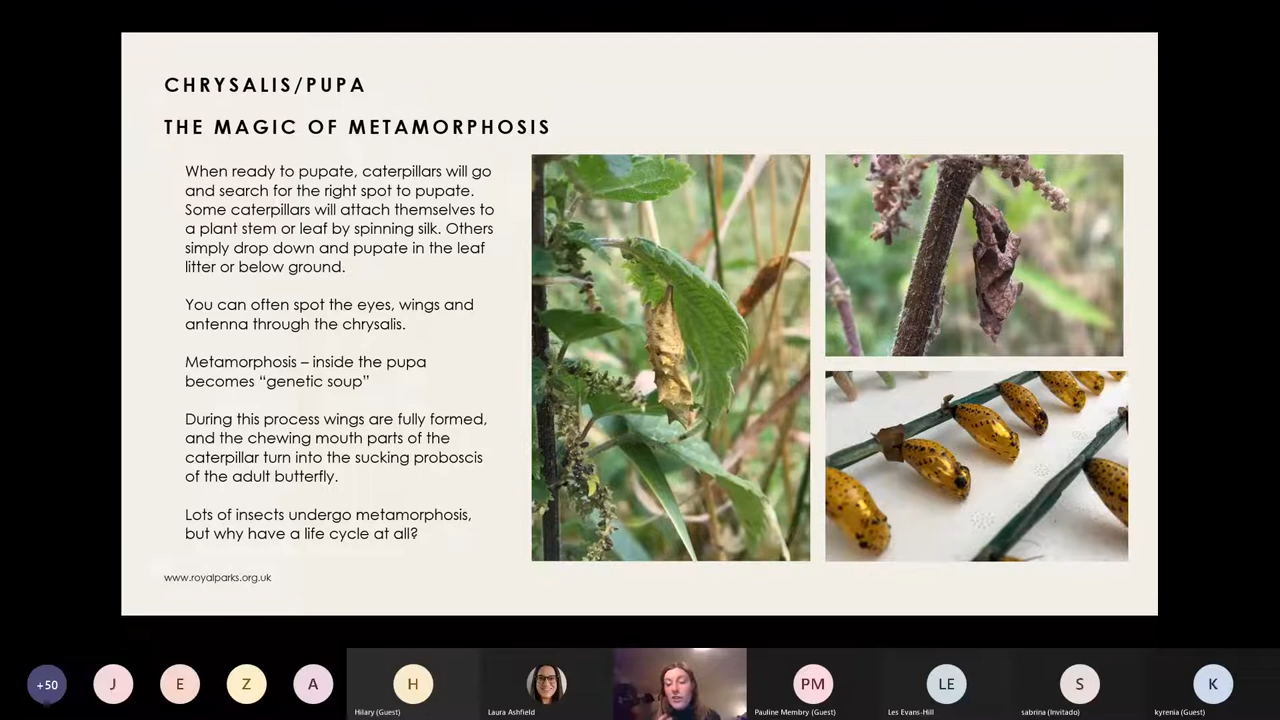 CHRYSALIS/PUPA
THE MAGIC OF METAMORPHOSIS
When ready to pupate, caterpillars will go
and search for the right spot to pupate.
Some caterpillars will attach themselves to
a plant stem or leaf by spinning silk. Others
simply drop down and pupate in the leaf
litter or below ground.
You can often spot the eyes, wings and
antenna through the chrysalis.
Metamorphosis – inside the pupa
becomes “genetic soup”
During this process wings are fully formed,
and the chewing mouth parts of the
caterpillar turn into the sucking proboscis
of the adult butterfly.
Lots of insects undergo metamorphosis,
but why have a life cycle at all?
www.royalparks.org.uk
+50
J
E
Z
A
H
PM
LE
S
K
Hilary (Guest)
Laura Ashfield
Pauline Membry (Guest)
Les Evans-Hill
sabrina (Invitado)
kyrenia (Guest)